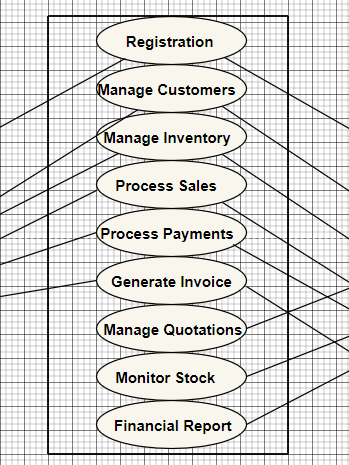 Registration
Manage Customers
Manage Inventory
Process Sales
Process Payments
Generate Invoice
Manage Quotations
Monitor Stock
Financial Report